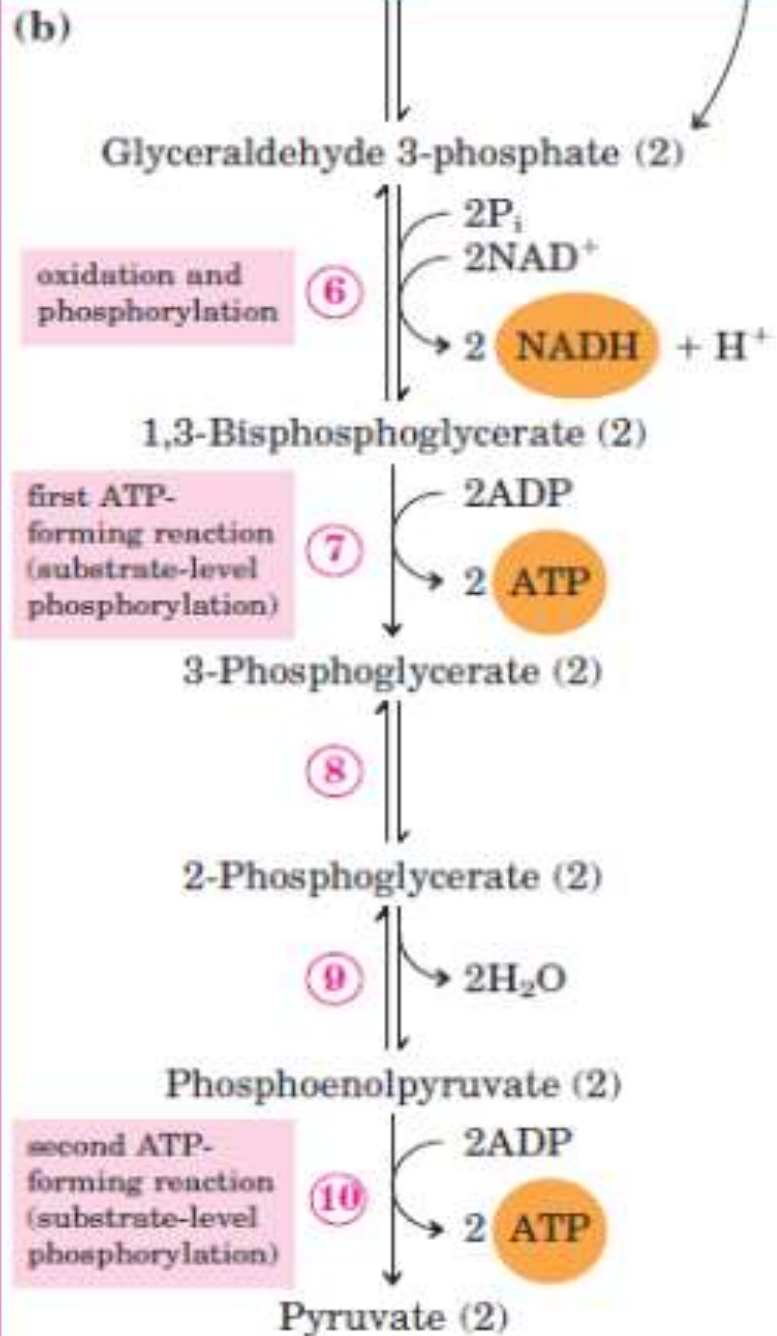 (b)
Glyceraldehyde 3-phosphate (2)
2Pᵢ
2NAD⁺
oxidation and
phosphorylation
6
2 NADH + H⁺
1,3-Bisphosphoglycerate (2)
first ATP-
forming reaction
(substrate-level
phosphorylation)
7
2ADP
2 ATP
3-Phosphoglycerate (2)
8
2-Phosphoglycerate (2)
9
2H₂O
Phosphoenolpyruvate (2)
second ATP-
forming reaction
(substrate-level
phosphorylation)
10
2ADP
2 ATP
Pyruvate (2)